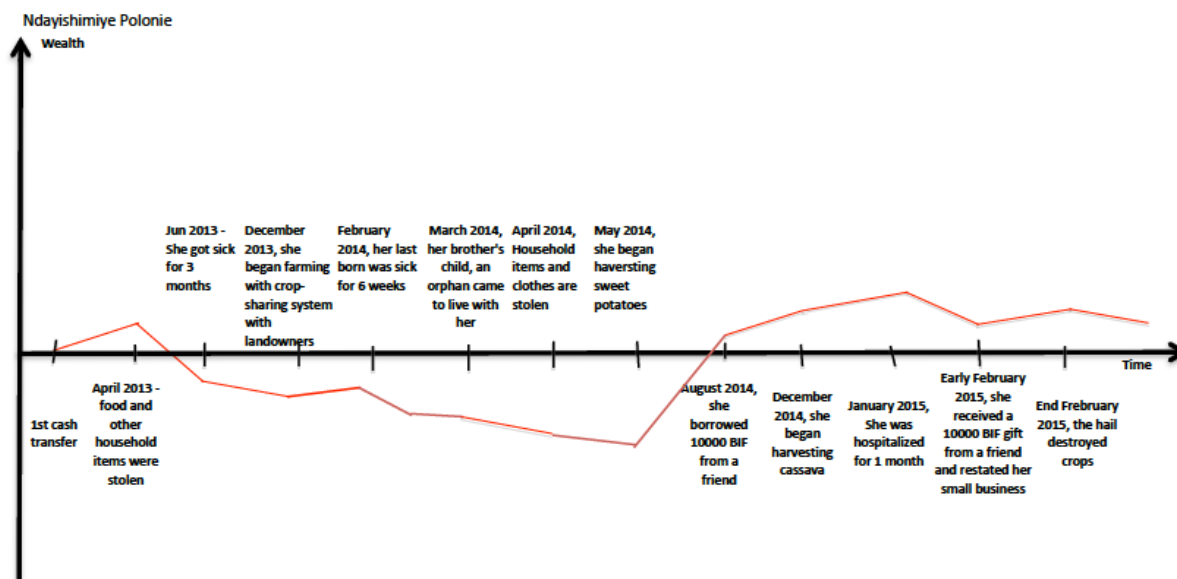 Ndayishimiye Polonie
Wealth
Jun 2013 -
She got sick
for 3
months
December
2013, she
began farming
with crop-
sharing system
with
landowners
February
2014, her last
born was sick
for 6 weeks
March 2014,
her brother's
child, an
orphan came
to live with
her
April 2014,
Household
items and
clothes are
stolen
May 2014,
she began
haversting
sweet
potatoes
Time
1st cash
transfer
April 2013 -
food and
other
household
items were
stolen
August 2014,
she
borrowed
10000 BIF
from a
friend
December
2014, she
began
harvesting
cassava
January 2015,
She was
hospitalized
for 1 month
Early February
2015, she
received a
10000 BIF gift
from a friend
and restated her
small business
End Frebruary
2015, the hail
destroyed
crops